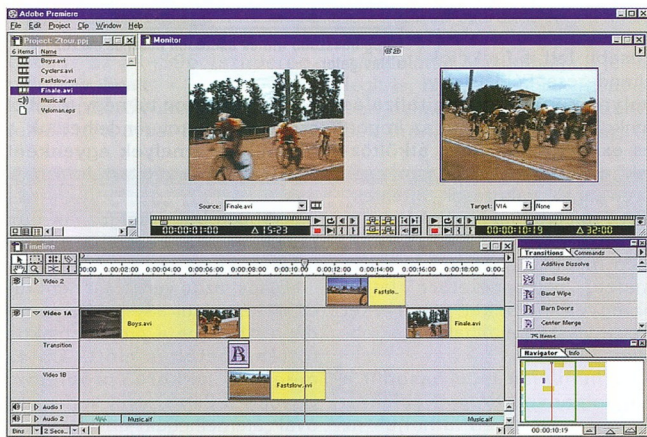 Adobe Premiere
File Edit Project Clip Window Help
Project: Ztour.ppj
6 items Name
Boys.avi
Cyclers.avi
Fastslow.avi
Finale.avi
Music.aif
Veloman.eps
Monitor
Source: Finale.avi
Target: V1A None
00:00:01:00 Δ 15:23
00:00:10:19 Δ 32:00
Timeline
00:00 0:00:02:00 0:00:04:00 0:00:06:00 0:00:08:00 0:00:10:00 0:00:12:00 0:00:14:00 0:00:16:00 0:00:18:00 0:00:
Video 2
Fastslo..
Video 1A
Boys.avi
Finale.avi
Transition
Video 1B
Fastslow.avi
Audio 1
Audio 2
Music.aif
Music.aif
Bins 2 Seco..
Transitions Commands
Additive Dissolve
Band Slide
Band Wipe
Barn Doors
Center Merge
75 items
Navigator Info
00:00:10:19